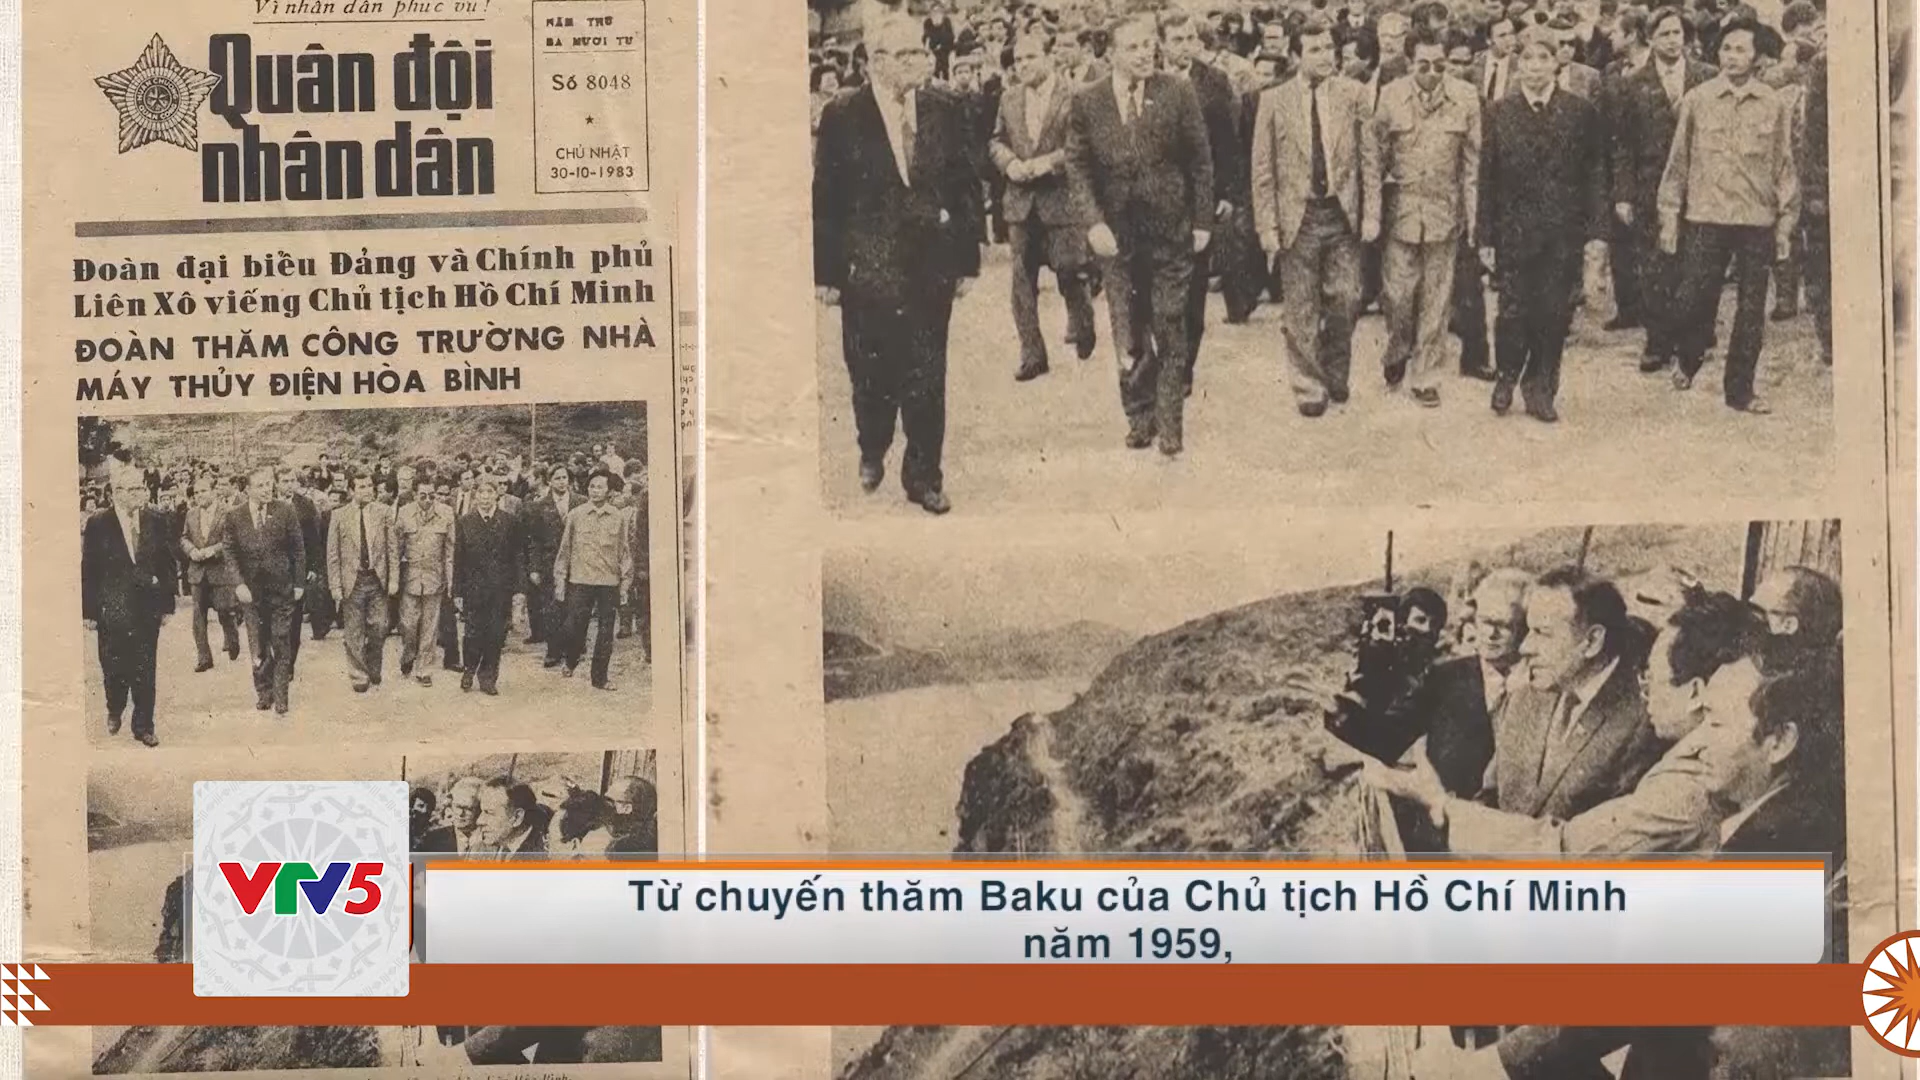 Vì nhân dân phục vụ!
Quân đội
nhân dân
NĂM THỨ
BA MƯƠI TƯ
Số 8048
CHỦ NHẬT
30-10-1983
Đoàn đại biểu Đảng và Chính phủ
Liên Xô viếng Chủ tịch Hồ Chí Minh
ĐOÀN THĂM CÔNG TRƯỜNG NHÀ
MÁY THỦY ĐIỆN HÒA BÌNH
VTV5
Từ chuyến thăm Baku của Chủ tịch Hồ Chí Minh
năm 1959,